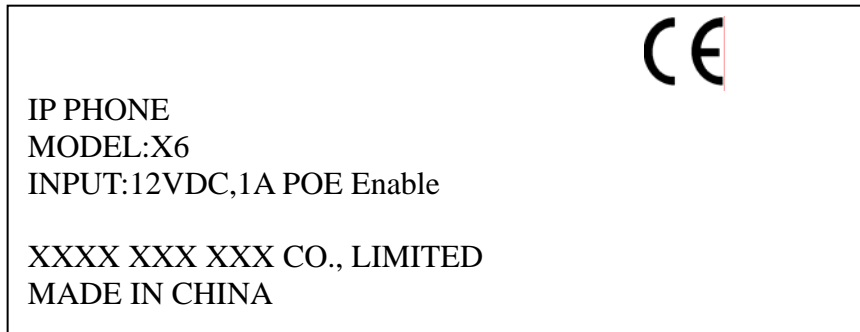 CE
IP PHONE
MODEL:X6
INPUT:12VDC,1A POE Enable
XXXX XXX XXX CO., LIMITED
MADE IN CHINA